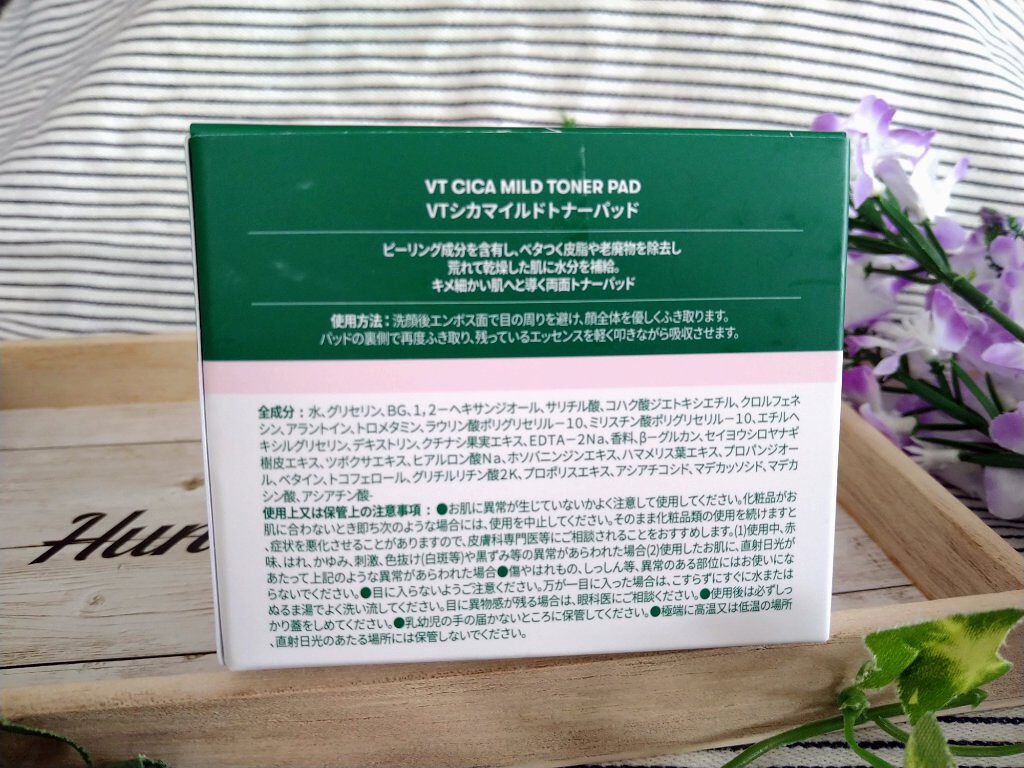 VT CICA MILD TONER PAD
VTシカマイルドトナーパッド
ピーリング成分を含有し、ベタつく皮脂や老廃物を除去し
荒れて乾燥した肌に水分を補給。
キメ細かい肌へと導く両面トナーパッド
使用方法：洗顔後エンボス面で目の周りを避け、顔全体を優しくふき取ります。
パッドの裏側で再度ふき取り、残っているエッセンスを軽く叩きながら吸収させます。
全成分：水、グリセリン、BG、1，2－ヘキサンジオール、サリチル酸、コハク酸ジエトキシエチル、クロルフェネ
シン、アラントイン、トロメタミン、ラウリン酸ポリグリセリル－10、ミリスチン酸ポリグリセリル－10、エチルヘ
キシルグリセリン、デキストリン、クチナシ果実エキス、EDTA－2Na、香料、β－グルカン、セイヨウシロヤナギ
樹皮エキス、ツボクサエキス、ヒアルロン酸Na、ホソバニンジンエキス、ハマメリス葉エキス、プロパンジオー
ル、ベタイン、トコフェロール、グリチルリチン酸2K、プロポリスエキス、アシアチコシド、マデカッソシド、マデカ
シン酸、アシアチン酸-
使用上又は保管上の注意事項：●お肌に異常が生じていないかよく注意して使用してください。化粧品がお
肌に合わないとき即ち次のような場合には、使用を中止してください。そのまま化粧品類の使用を続けますと
、症状を悪化させることがありますので、皮膚科専門医等にご相談されることをおすすめします。(1)使用中、赤
味、はれ、かゆみ、刺激、色抜け(白斑等)や黒ずみ等の異常があらわれた場合(2)使用したお肌に、直射日光が
あたって上記のような異常があらわれた場合●傷やはれもの、しっしん等、異常のある部位にはお使いにな
らないでください。●目に入らないようご注意ください。万が一目に入った場合は、こすらずにすぐに水または
ぬるま湯でよく洗い流してください。目に異物感が残る場合は、眼科医にご相談ください。●使用後は必ずしっ
かり蓋をしめてください。●乳幼児の手の届かないところに保管してください。●極端に高温又は低温の場所
、直射日光のあたる場所には保管しないでください。
Hun